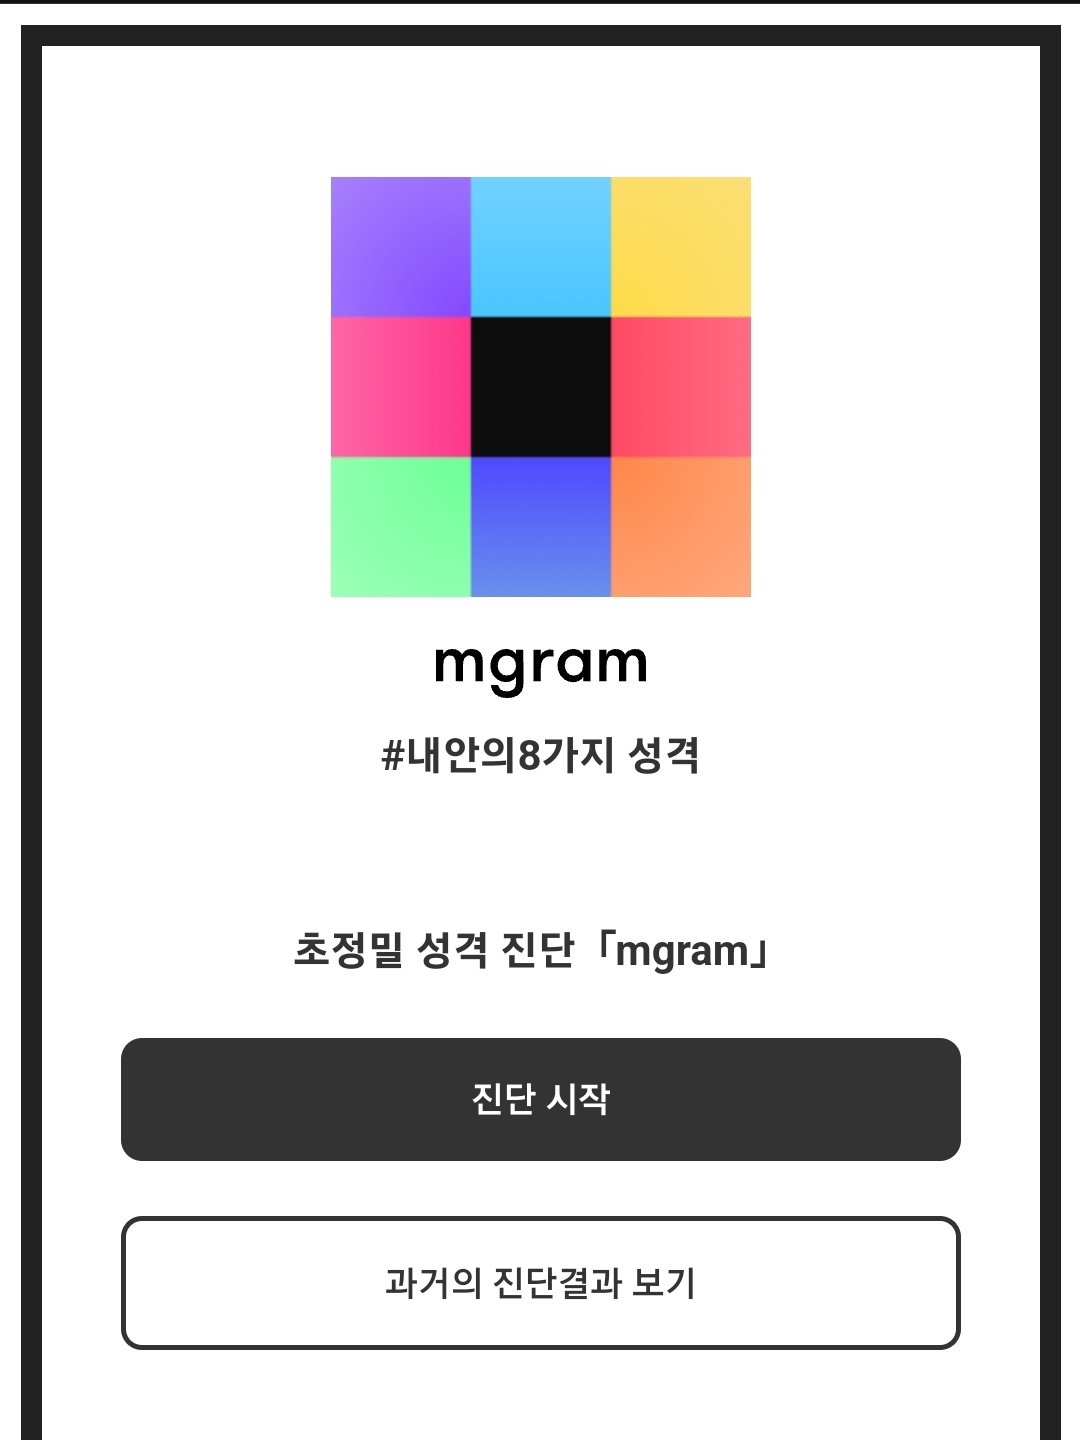 mgram
#내안의8가지 성격
초정밀 성격 진단「mgram」
진단 시작
과거의 진단결과 보기